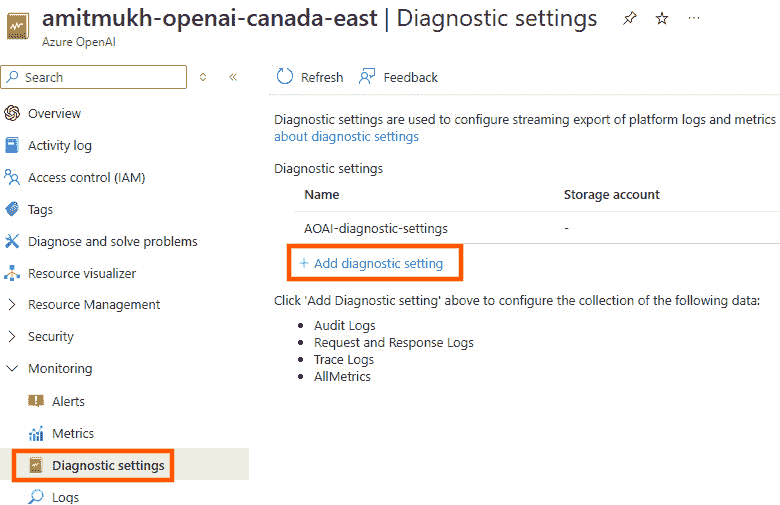 amitmukh-openai-canada-east | Diagnostic settings
Azure OpenAI
Search
Overview
Activity log
Access control (IAM)
Tags
Diagnose and solve problems
Resource visualizer
Resource Management
Security
Monitoring
Alerts
Metrics
Diagnostic settings
Logs
Refresh
Feedback
Diagnostic settings are used to configure streaming export of platform logs and metrics
about diagnostic settings
Diagnostic settings
Name Storage account
AOAI-diagnostic-settings -
+ Add diagnostic setting
Click 'Add Diagnostic setting' above to configure the collection of the following data:
• Audit Logs
• Request and Response Logs
• Trace Logs
• AllMetrics